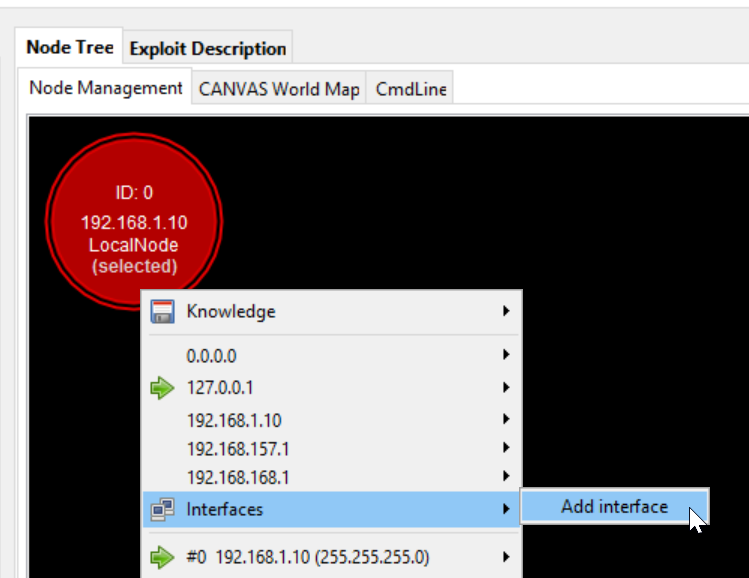 Node Tree Exploit Description
Node Management CANVAS World Map CmdLine
ID: 0
192.168.1.10
LocalNode
(selected)
Knowledge
0.0.0.0
127.0.0.1
192.168.1.10
192.168.157.1
192.168.168.1
Interfaces
Add interface
#0 192.168.1.10 (255.255.255.0)